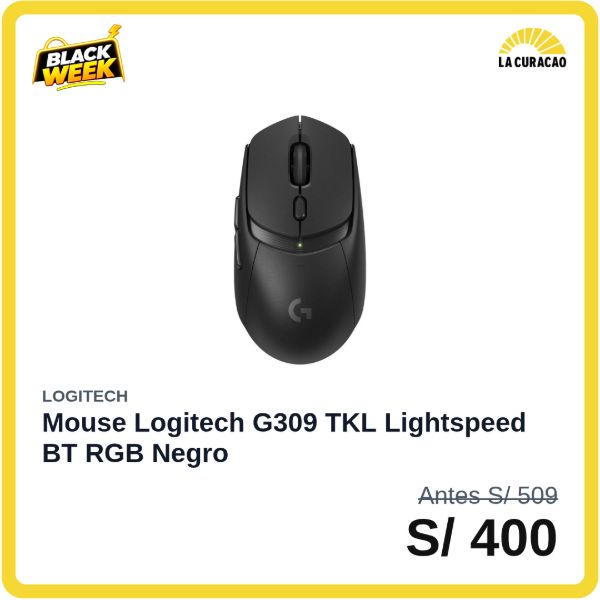 BLACK
WEEK
LA CURACAO
LOGITECH
Mouse Logitech G309 TKL Lightspeed
BT RGB Negro
Antes S/ 509
S/ 400